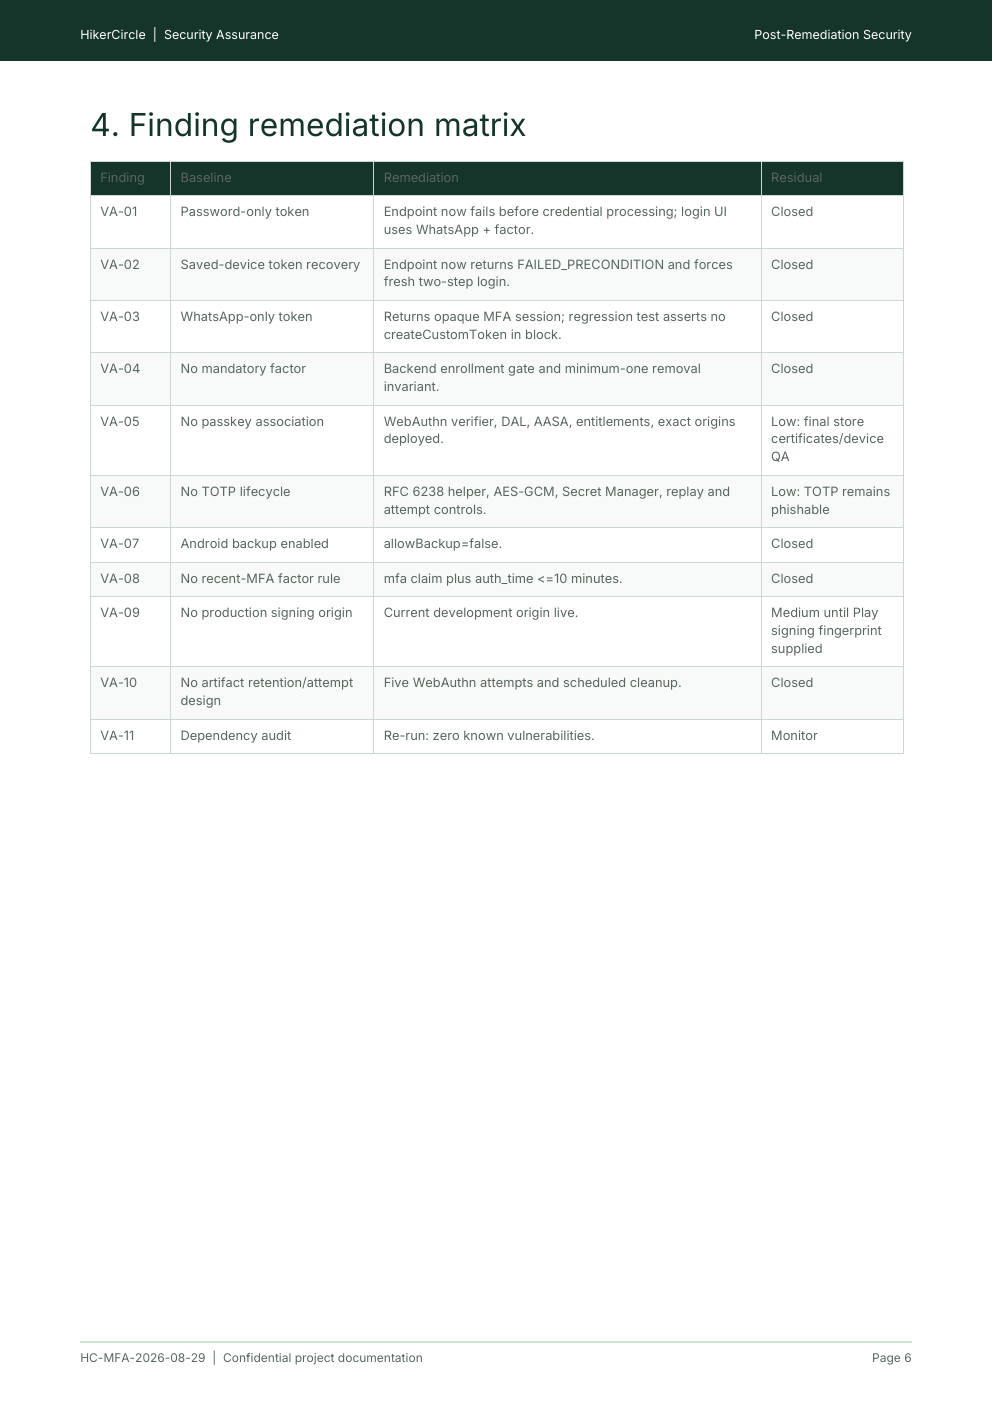 HikerCircle | Security Assurance
Post-Remediation Security
4. Finding remediation matrix
Finding Baseline Remediation Residual
VA-01 Password-only token Endpoint now fails before credential processing; login UI Closed
uses WhatsApp + factor.
VA-02 Saved-device token recovery Endpoint now returns FAILED_PRECONDITION and forces Closed
fresh two-step login.
VA-03 WhatsApp-only token Returns opaque MFA session; regression test asserts no Closed
createCustomToken in block.
VA-04 No mandatory factor Backend enrollment gate and minimum-one removal Closed
invariant.
VA-05 No passkey association WebAuthn verifier, DAL, AASA, entitlements, exact origins Low: final store
deployed. certificates/device
QA
VA-06 No TOTP lifecycle RFC 6238 helper, AES-GCM, Secret Manager, replay and Low: TOTP remains
attempt controls. phishable
VA-07 Android backup enabled allowBackup=false. Closed
VA-08 No recent-MFA factor rule mfa claim plus auth_time <=10 minutes. Closed
VA-09 No production signing origin Current development origin live. Medium until Play
signing fingerprint
supplied
VA-10 No artifact retention/attempt Five WebAuthn attempts and scheduled cleanup. Closed
design
VA-11 Dependency audit Re-run: zero known vulnerabilities. Monitor
HC-MFA-2026-08-29 | Confidential project documentation
Page 6